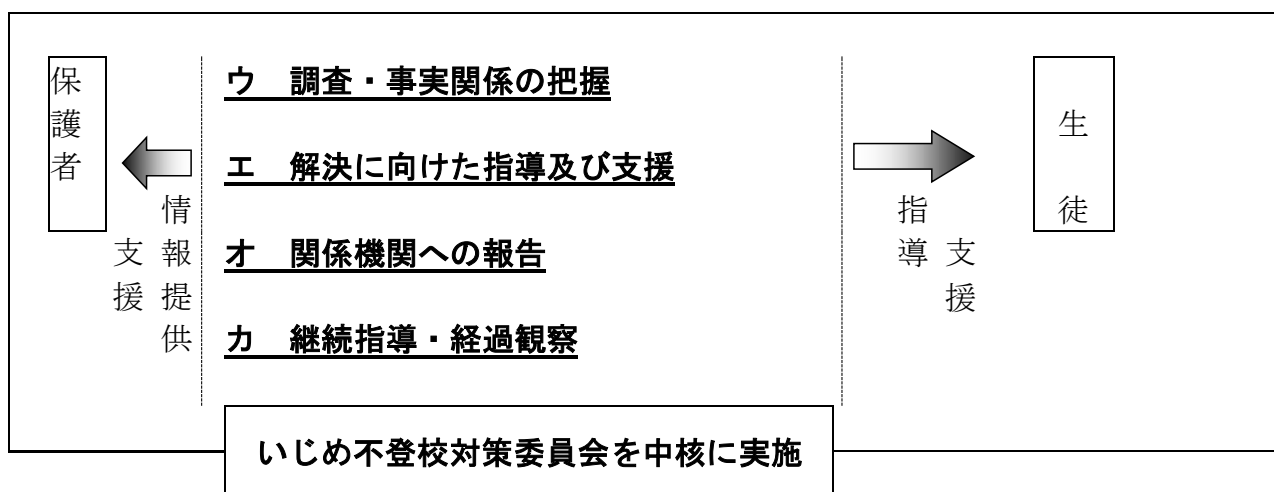 保護者
情報提供
支援
ウ　調査・事実関係の把握
エ　解決に向けた指導及び支援
オ　関係機関への報告
カ　継続指導・経過観察
指導
支援
生徒
いじめ不登校対策委員会を中核に実施